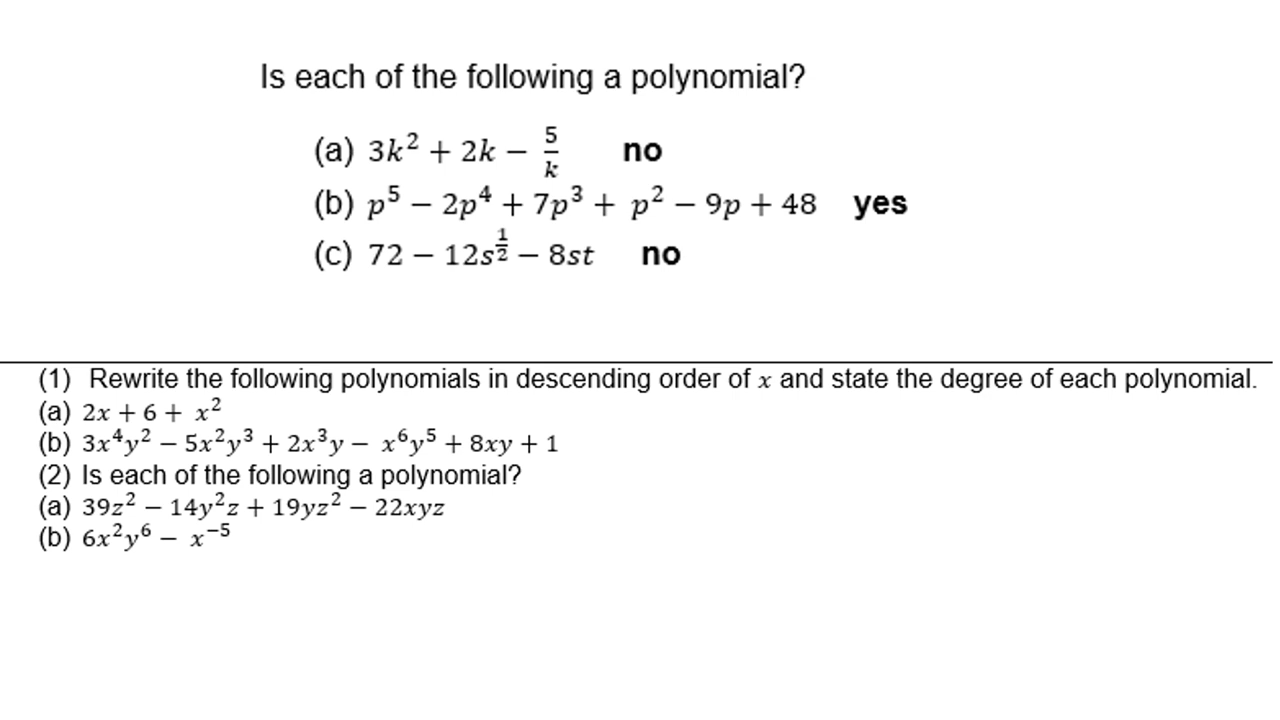 Is each of the following a polynomial?
(a) 3k² + 2k − 5/k no
(b) p⁵ − 2p⁴ + 7p³ + p² − 9p + 48 yes
(c) 72 − 12s^(1/2) − 8st no
(1) Rewrite the following polynomials in descending order of x and state the degree of each polynomial.
(a) 2x + 6 + x²
(b) 3x⁴y² − 5x²y³ + 2x³y − x⁶y⁵ + 8xy + 1
(2) Is each of the following a polynomial?
(a) 39z² − 14y²z + 19yz² − 22xyz
(b) 6x²y⁶ − x⁻⁵